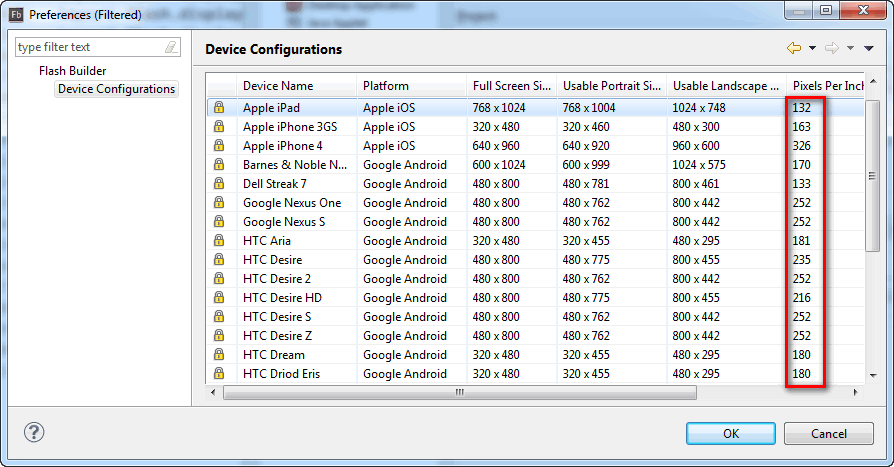 Fb Preferences (Filtered)
type filter text
Flash Builder
Device Configurations
Device Configurations
Device Name Platform Full Screen Si... Usable Portrait Si... Usable Landscape ... Pixels Per Inch
Apple iPad Apple iOS 768 x 1024 768 x 1004 1024 x 748 132
Apple iPhone 3GS Apple iOS 320 x 480 320 x 460 480 x 300 163
Apple iPhone 4 Apple iOS 640 x 960 640 x 920 960 x 600 326
Barnes & Noble N... Google Android 600 x 1024 600 x 999 1024 x 575 170
Dell Streak 7 Google Android 480 x 800 480 x 781 800 x 461 133
Google Nexus One Google Android 480 x 800 480 x 762 800 x 442 252
Google Nexus S Google Android 480 x 800 480 x 762 800 x 442 252
HTC Aria Google Android 320 x 480 320 x 455 480 x 295 181
HTC Desire Google Android 480 x 800 480 x 775 800 x 455 235
HTC Desire 2 Google Android 480 x 800 480 x 762 800 x 442 252
HTC Desire HD Google Android 480 x 800 480 x 775 800 x 455 216
HTC Desire S Google Android 480 x 800 480 x 762 800 x 442 252
HTC Desire Z Google Android 480 x 800 480 x 762 800 x 442 252
HTC Dream Google Android 320 x 480 320 x 455 480 x 295 180
HTC Driod Eris Google Android 320 x 480 320 x 455 480 x 295 180
OK Cancel